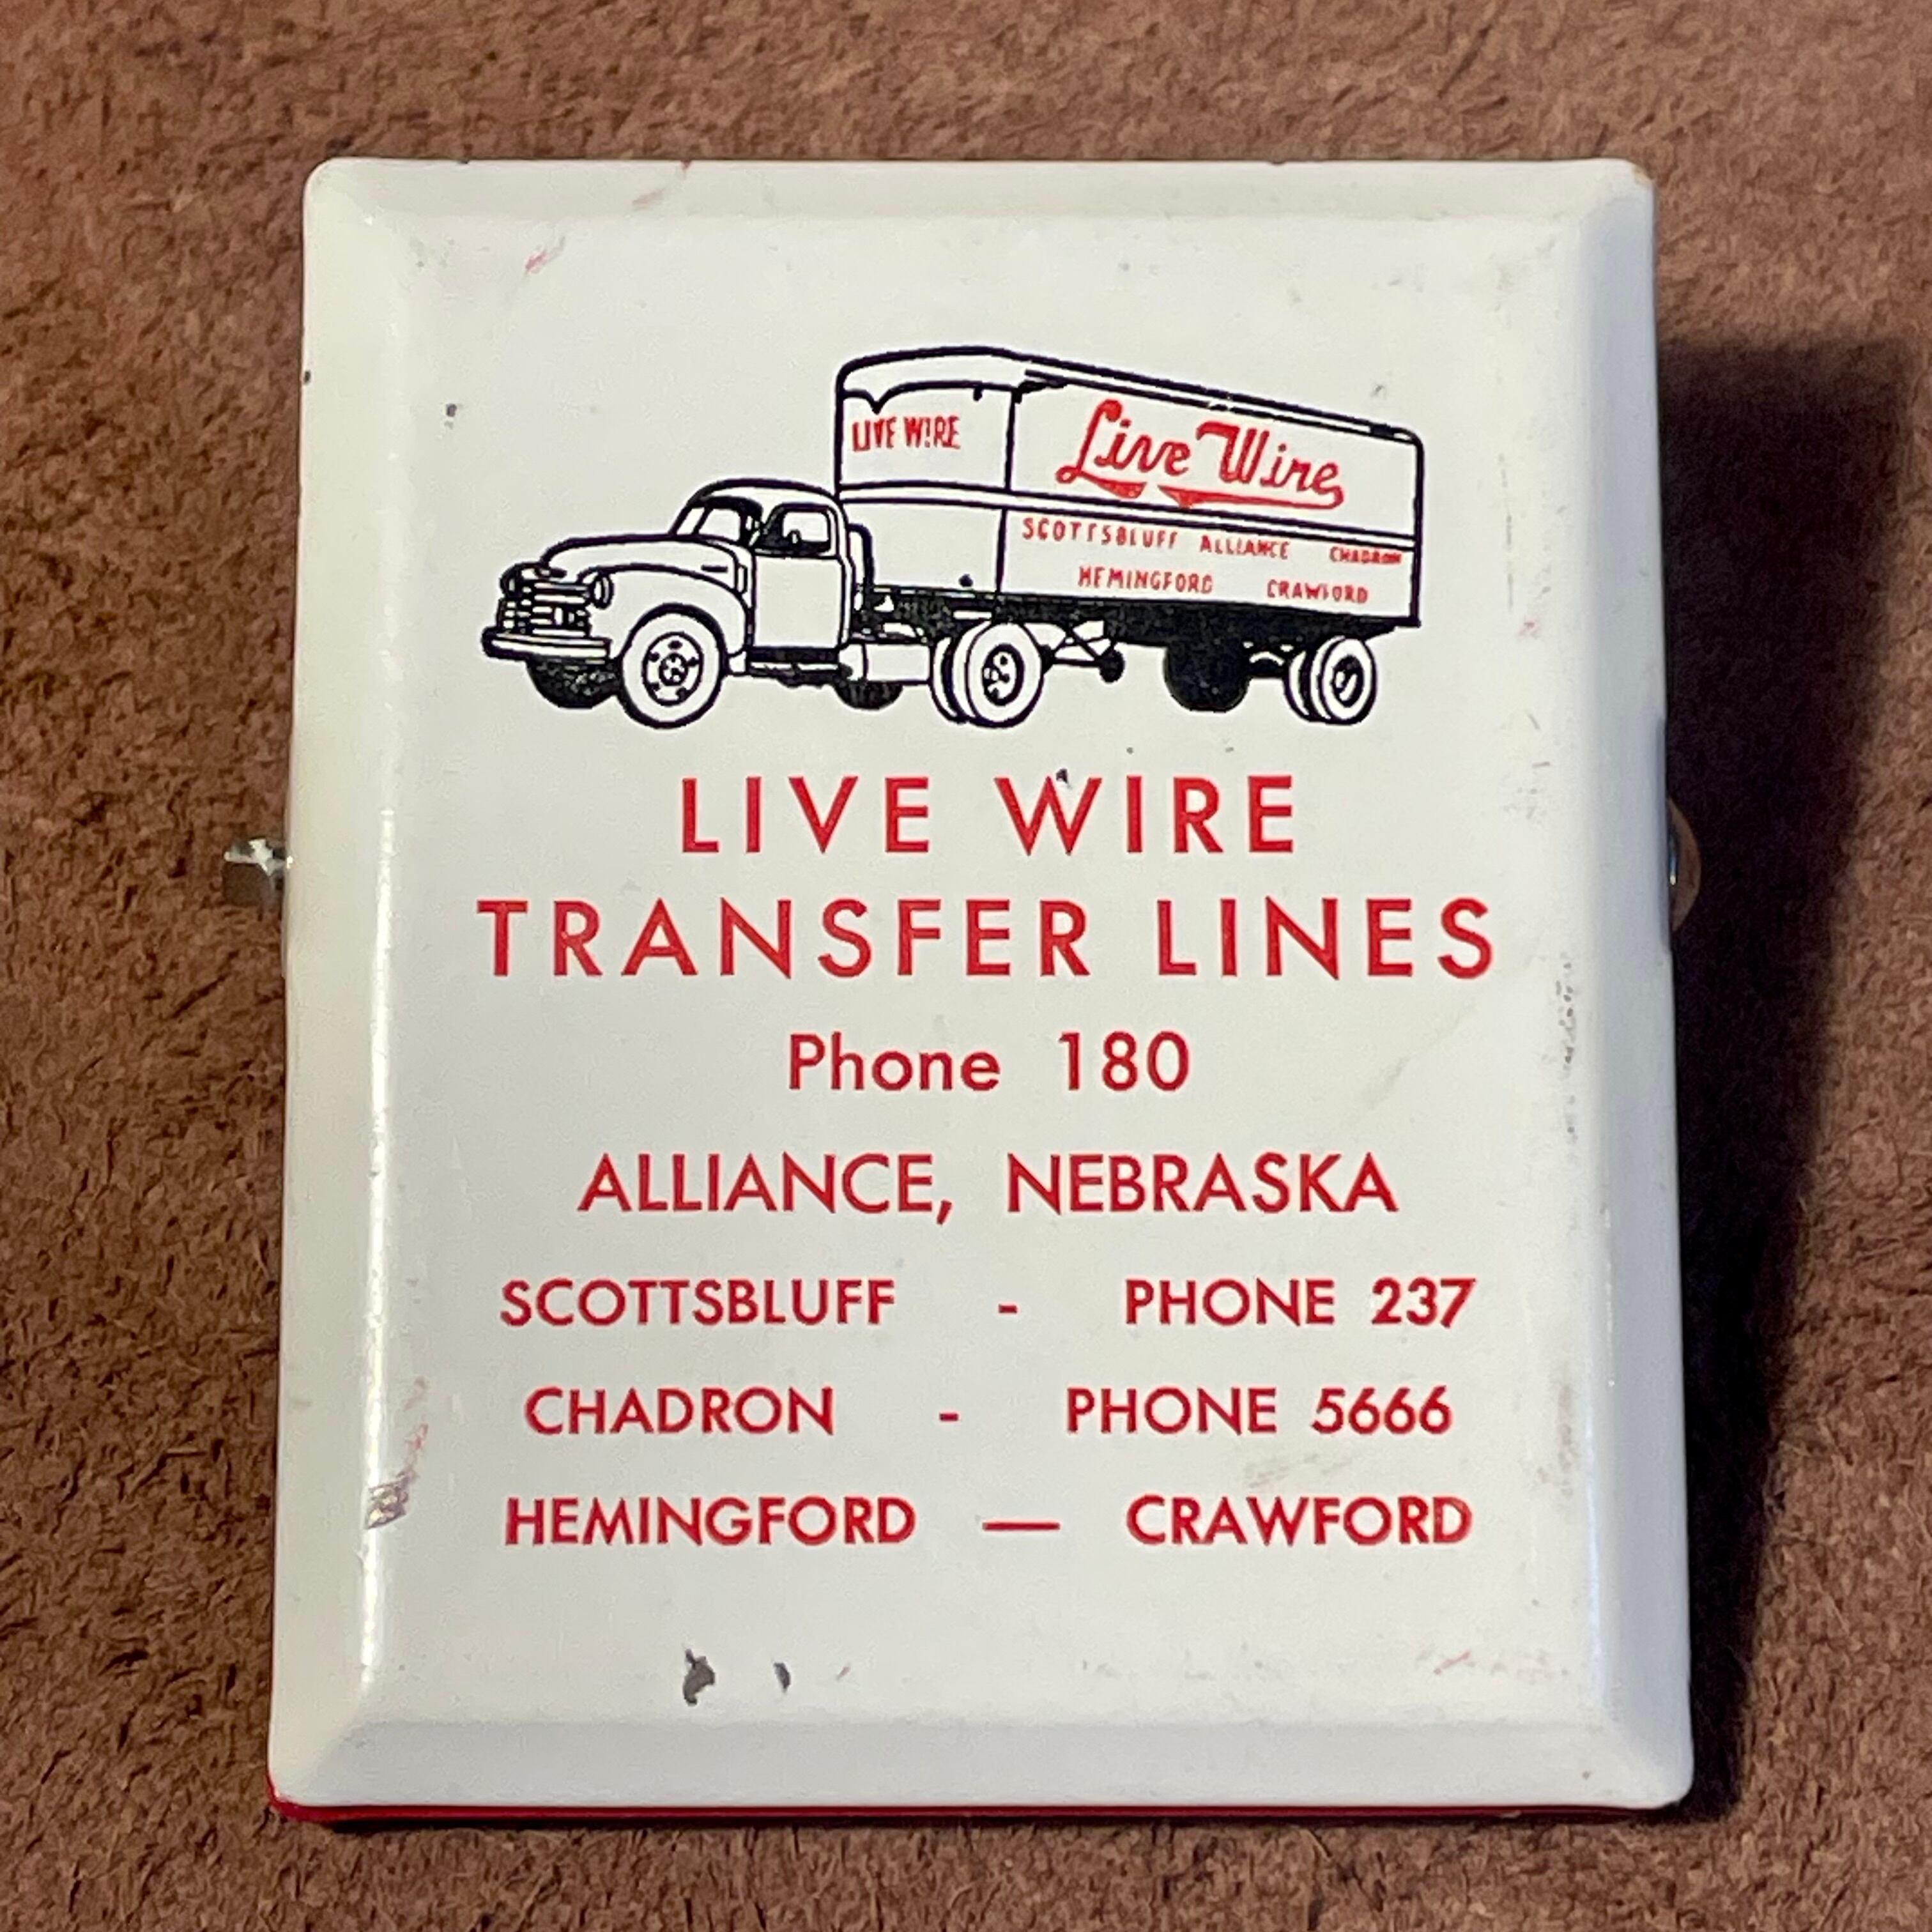 LIVE WIRE
Live Wire
SCOTTSBLUFF ALLIANCE CHADRON
HEMINGFORD CRAWFORD
LIVE WIRE
TRANSFER LINES
Phone 180
ALLIANCE, NEBRASKA
SCOTTSBLUFF - PHONE 237
CHADRON - PHONE 5666
HEMINGFORD — CRAWFORD